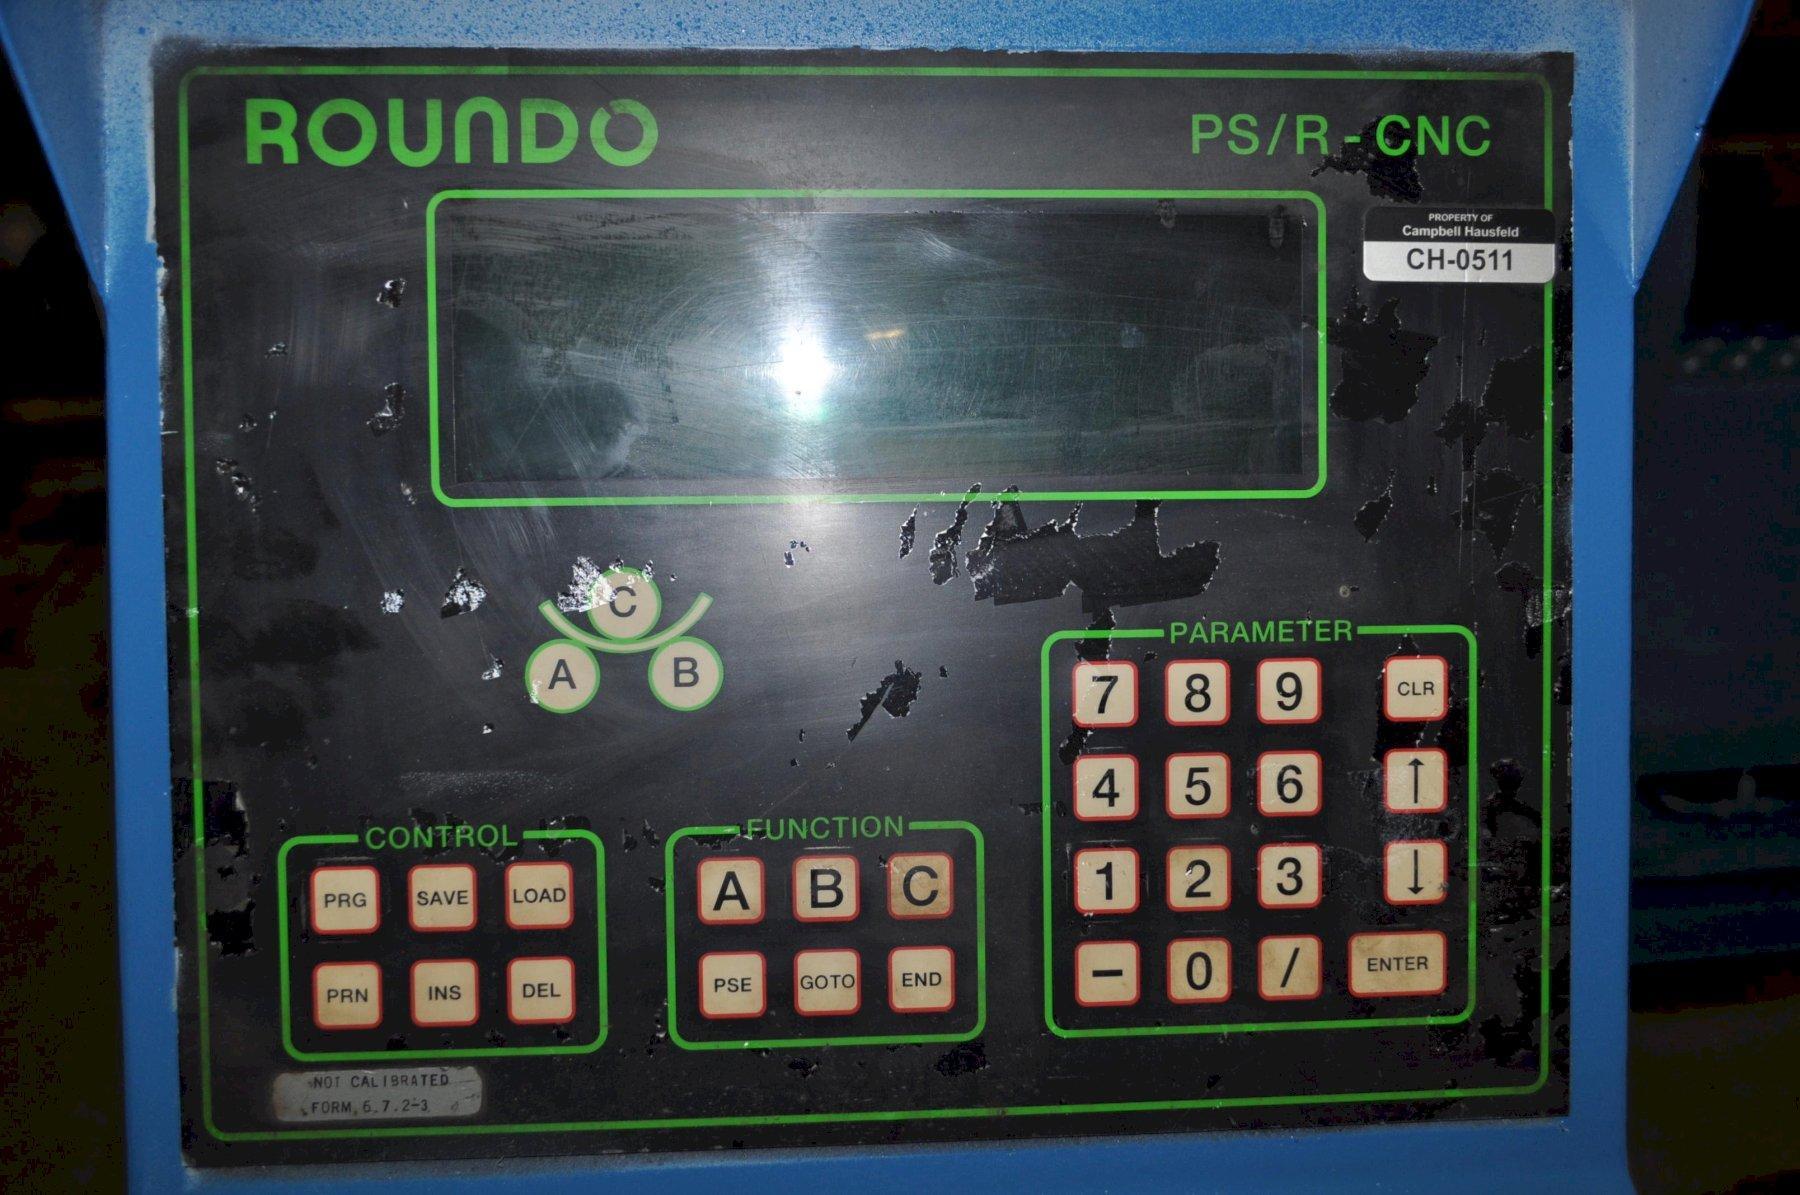 ROUNDO
PS/R-CNC
PROPERTY OF
Campbell Hausfeld
CH-0511
C
A B
PARAMETER
7 8 9 CLR
4 5 6 ↑
1 2 3 ↓
- 0 / ENTER
CONTROL
PRG SAVE LOAD
PRN INS DEL
FUNCTION
A B C
PSE GOTO END
NOT CALIBRATED
FORM 6.7.2-3